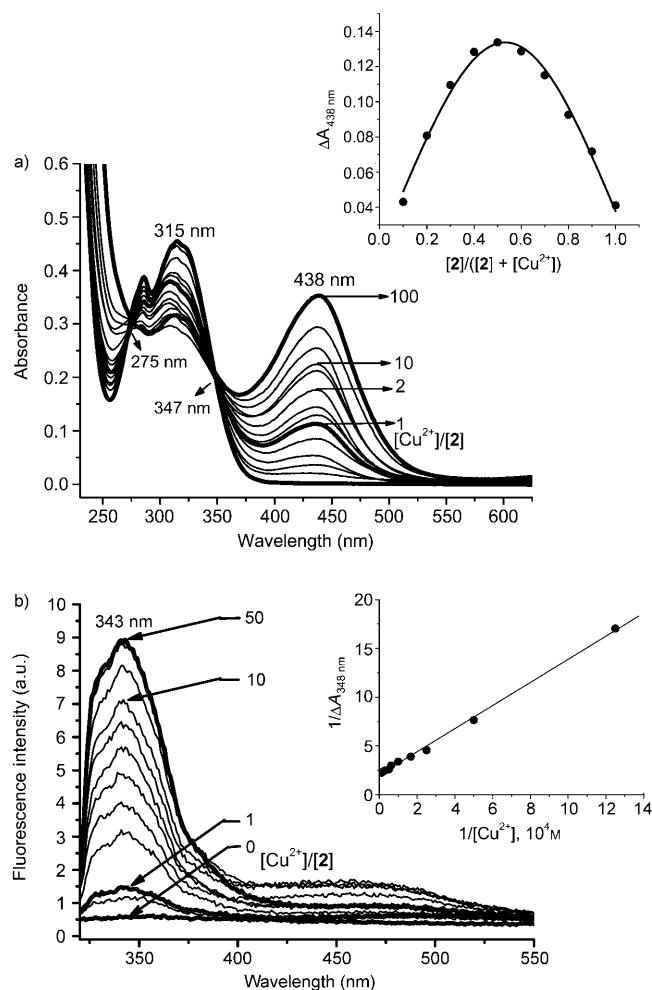 a)
0.6
0.5
0.4
0.3
0.2
0.1
0.0
Absorbance
315 nm
438 nm
275 nm
347 nm
100
10
2
1
[Cu2+]/[2]
250 300 350 400 450 500 550 600
Wavelength (nm)
0.14
0.12
0.10
0.08
0.06
0.04
ΔA438 nm
0.0 0.2 0.4 0.6 0.8 1.0
[2]/([2] + [Cu2+])
b)
10
9
8
7
6
5
4
3
2
1
0
Fluorescence intensity (a.u.)
343 nm
50
10
1
0
[Cu2+]/[2]
350 400 450 500 550
Wavelength (nm)
20
15
10
5
0
1/ΔA348 nm
0 2 4 6 8 10 12 14
1/[Cu2+], 10⁴M